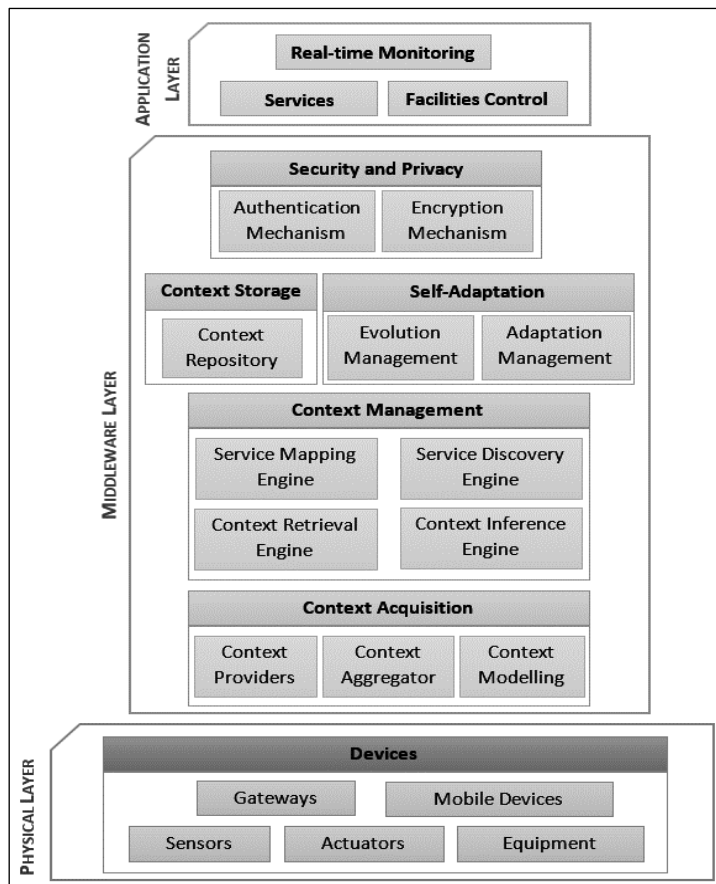 APPLICATION
LAYER
Real-time Monitoring
Services
Facilities Control
MIDDLEWARE LAYER
Security and Privacy
Authentication
Mechanism
Encryption
Mechanism
Context Storage
Context
Repository
Self-Adaptation
Evolution
Management
Adaptation
Management
Context Management
Service Mapping
Engine
Service Discovery
Engine
Context Retrieval
Engine
Context Inference
Engine
Context Acquisition
Context
Providers
Context
Aggregator
Context
Modelling
PHYSICAL LAYER
Devices
Gateways
Mobile Devices
Sensors
Actuators
Equipment